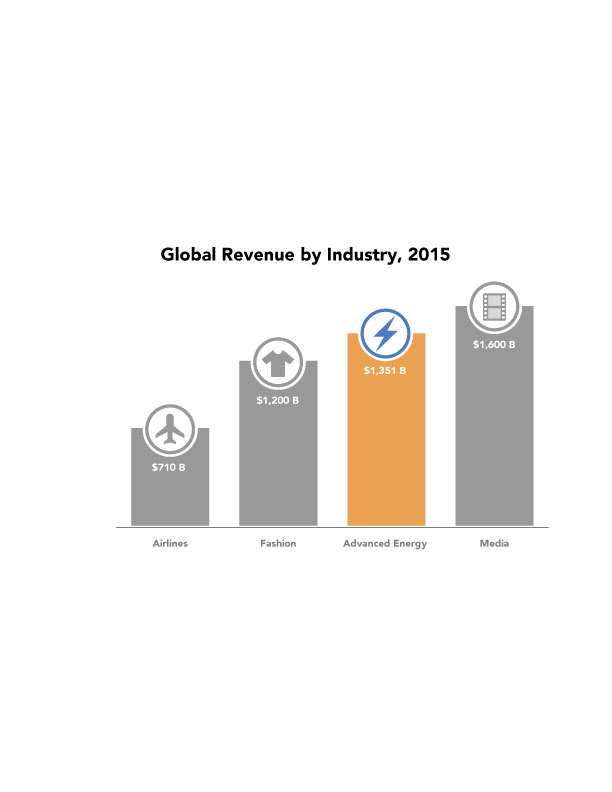 Global Revenue by Industry, 2015
$1,600 B
$1,351 B
$1,200 B
$710 B
Airlines Fashion Advanced Energy Media